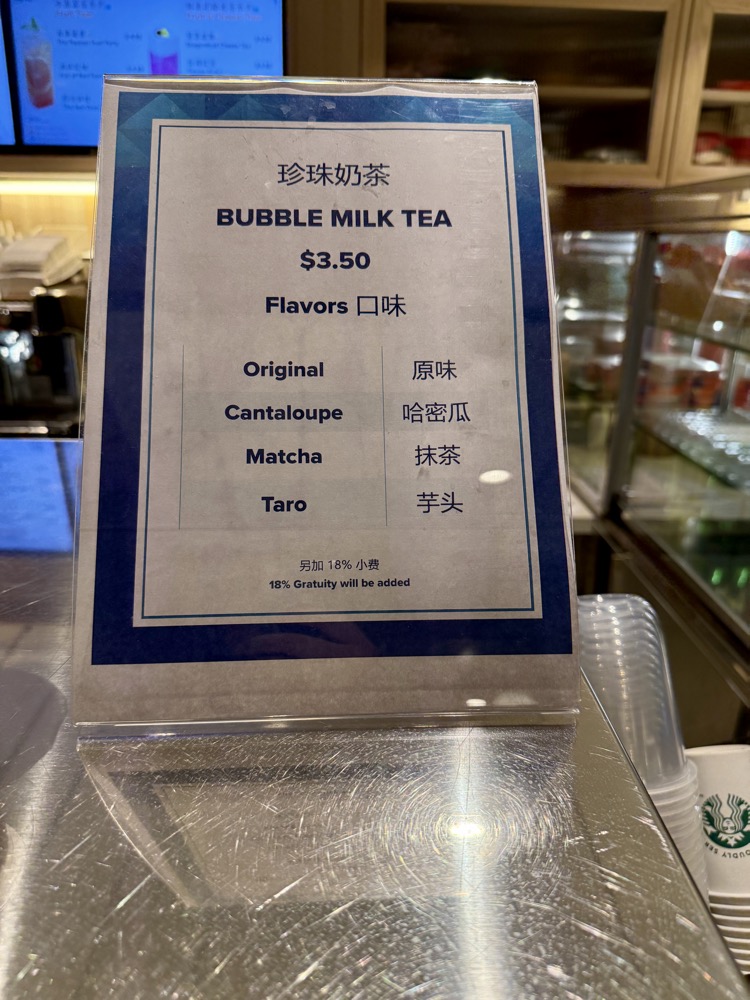 珍珠奶茶
BUBBLE MILK TEA
$3.50
Flavors 口味
Original 原味
Cantaloupe 哈密瓜
Matcha 抹茶
Taro 芋头
另加 18% 小费
18% Gratuity will be added